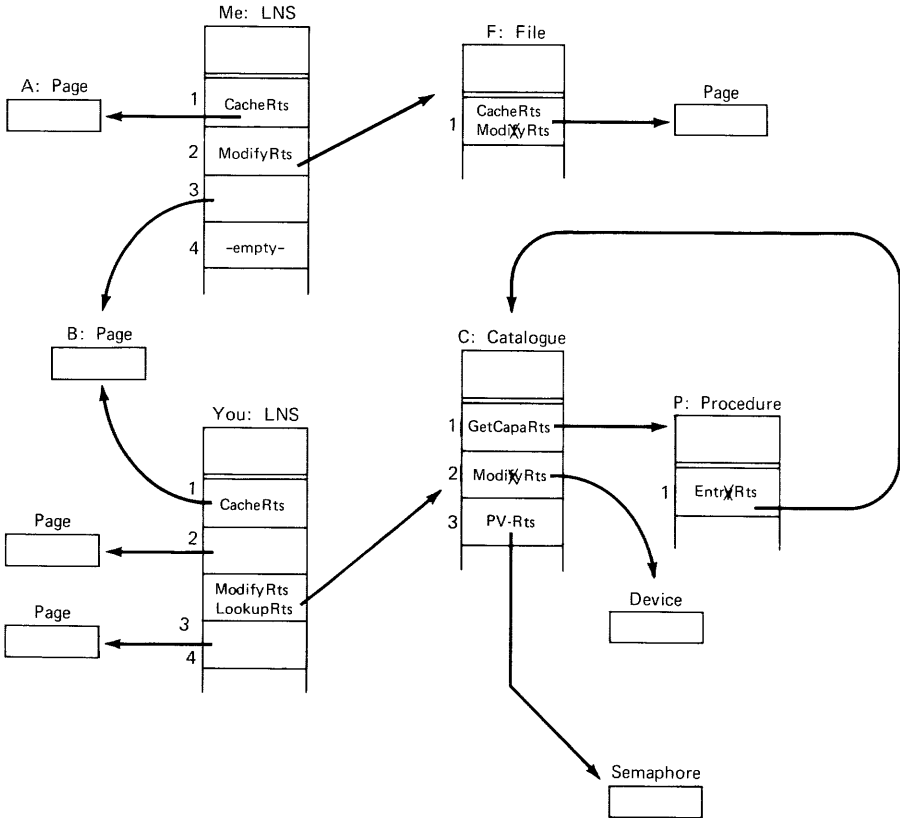 Me: LNS
F: File
A: Page
1
CacheRts
2
ModifyRts
3
4
-empty-
CacheRts
1
ModifyRts
Page
B: Page
C: Catalogue
You: LNS
P: Procedure
1
GetCapaRts
2
ModifyRts
3
PV-Rts
1
EntryRts
1
CacheRts
Page
2
ModifyRts
LookupRts
Page
3
4
Device
Semaphore